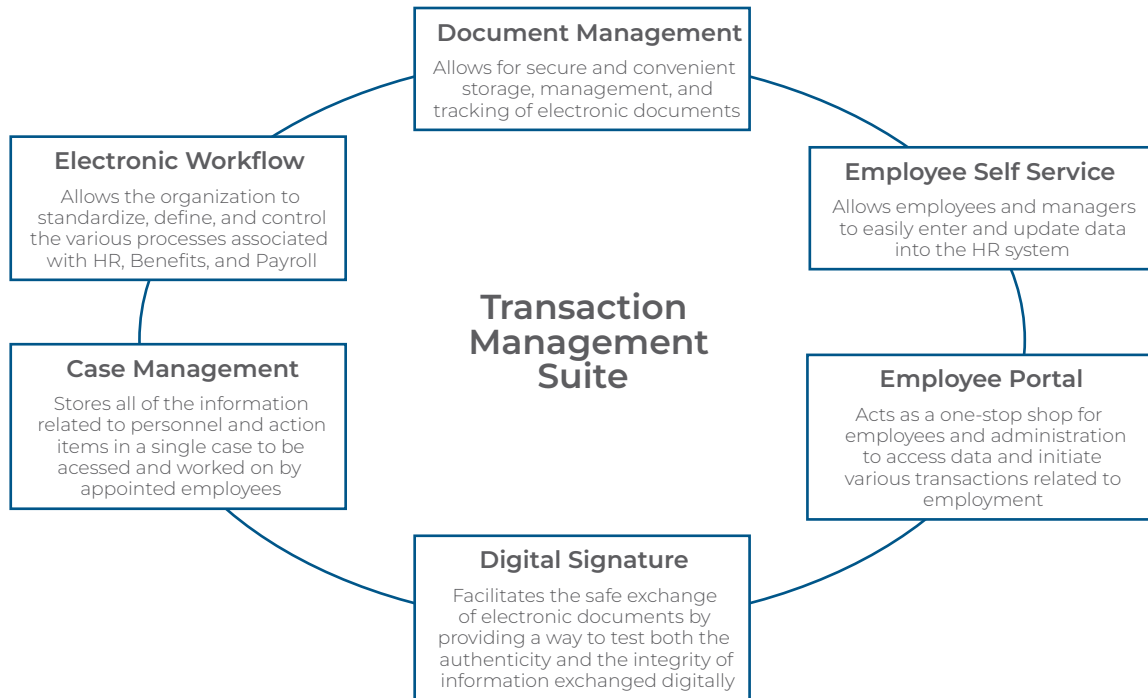 Document Management
Allows for secure and convenient
storage, management, and
tracking of electronic documents
Electronic Workflow
Allows the organization to
standardize, define, and control
the various processes associated
with HR, Benefits, and Payroll
Employee Self Service
Allows employees and managers
to easily enter and update data
into the HR system
Transaction
Management
Suite
Case Management
Stores all of the information
related to personnel and action
items in a single case to be
acessed and worked on by
appointed employees
Employee Portal
Acts as a one-stop shop for
employees and administration
to access data and initiate
various transactions related to
employment
Digital Signature
Facilitates the safe exchange
of electronic documents by
providing a way to test both the
authenticity and the integrity of
information exchanged digitally